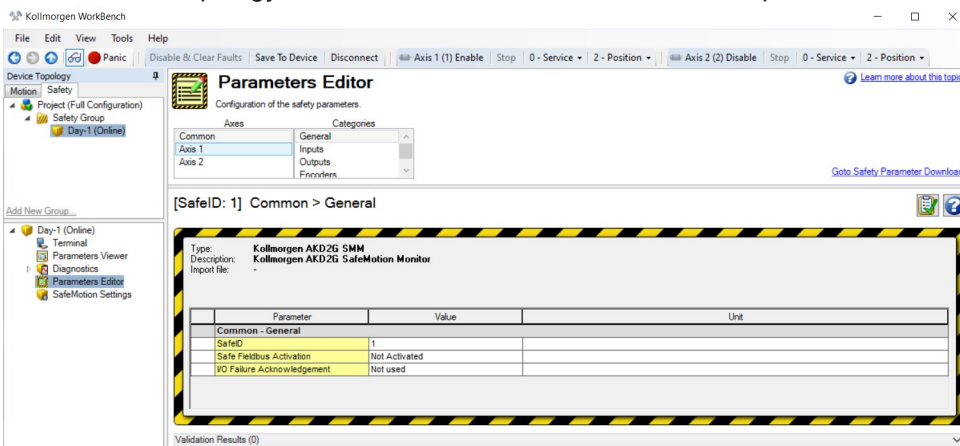 Kollmorgen WorkBench
File Edit View Tools Help
Panic Disable & Clear Faults Save To Device Disconnect Axis 1 (1) Enable Stop 0 - Service 2 - Position Axis 2 (2) Disable Stop 0 - Service 2 - Position
Device Topology
Motion Safety
Project (Full Configuration)
Safety Group
Day-1 (Online)
Add New Group...
Day-1 (Online)
Terminal
Parameters Viewer
Diagnostics
Parameters Editor
SafeMotion Settings
Parameters Editor
Learn more about this topic
Configuration of the safety parameters.
Axes Categories
Common General
Axis 1 Inputs
Axis 2 Outputs
Encoders
Goto Safety Parameter Download
[SafeID: 1] Common > General
Type: Kollmorgen AKD2G SMM
Description: Kollmorgen AKD2G SafeMotion Monitor
Import file: -
Parameter Value Unit
Common - General
SafeID 1
Safe Fieldbus Activation Not Activated
I/O Failure Acknowledgement Not used
Validation Results (0)